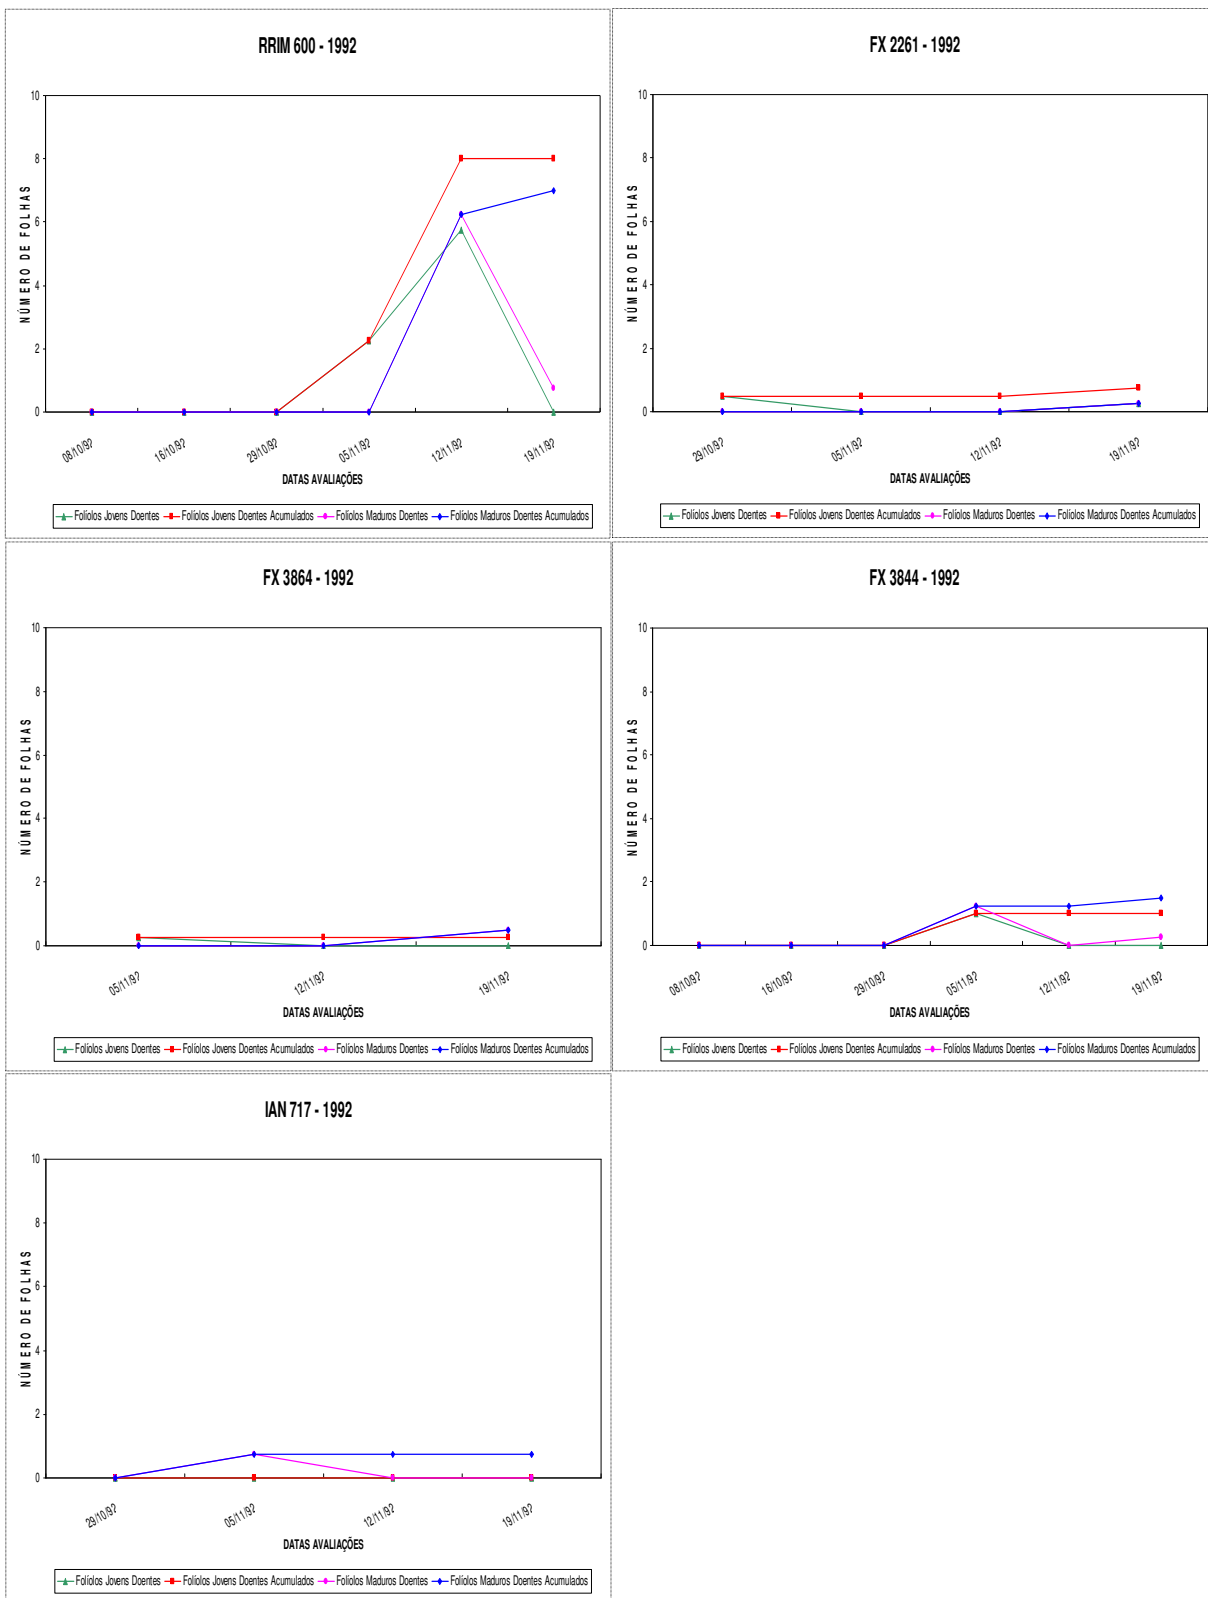 RRIM 600 - 1992
10
8
6
4
2
0
NÚMERO DE FOLHAS
08/10/92
16/10/92
29/10/92
05/11/92
12/11/92
19/11/92
DATAS AVALIAÇÕES
Folíolos Jovens Doentes Folíolos Jovens Doentes Acumulados Folíolos Maduros Doentes Folíolos Maduros Doentes Acumulados
FX 2261 - 1992
10
8
6
4
2
0
NÚMERO DE FOLHAS
29/10/92
05/11/92
12/11/92
19/11/92
DATAS AVALIAÇÕES
Folíolos Jovens Doentes Folíolos Jovens Doentes Acumulados Folíolos Maduros Doentes Folíolos Maduros Doentes Acumulados
FX 3864 - 1992
10
8
6
4
2
0
NÚMERO DE FOLHAS
05/11/92
12/11/92
19/11/92
DATAS AVALIAÇÕES
Folíolos Jovens Doentes Folíolos Jovens Doentes Acumulados Folíolos Maduros Doentes Folíolos Maduros Doentes Acumulados
FX 3844 - 1992
10
8
6
4
2
0
NÚMERO DE FOLHAS
08/10/92
16/10/92
29/10/92
05/11/92
12/11/92
19/11/92
DATAS AVALIAÇÕES
Folíolos Jovens Doentes Folíolos Jovens Doentes Acumulados Folíolos Maduros Doentes Folíolos Maduros Doentes Acumulados
IAN 717 - 1992
10
8
6
4
2
0
NÚMERO DE FOLHAS
29/10/92
05/11/92
12/11/92
19/11/92
DATAS AVALIAÇÕES
Folíolos Jovens Doentes Folíolos Jovens Doentes Acumulados Folíolos Maduros Doentes Folíolos Maduros Doentes Acumulados